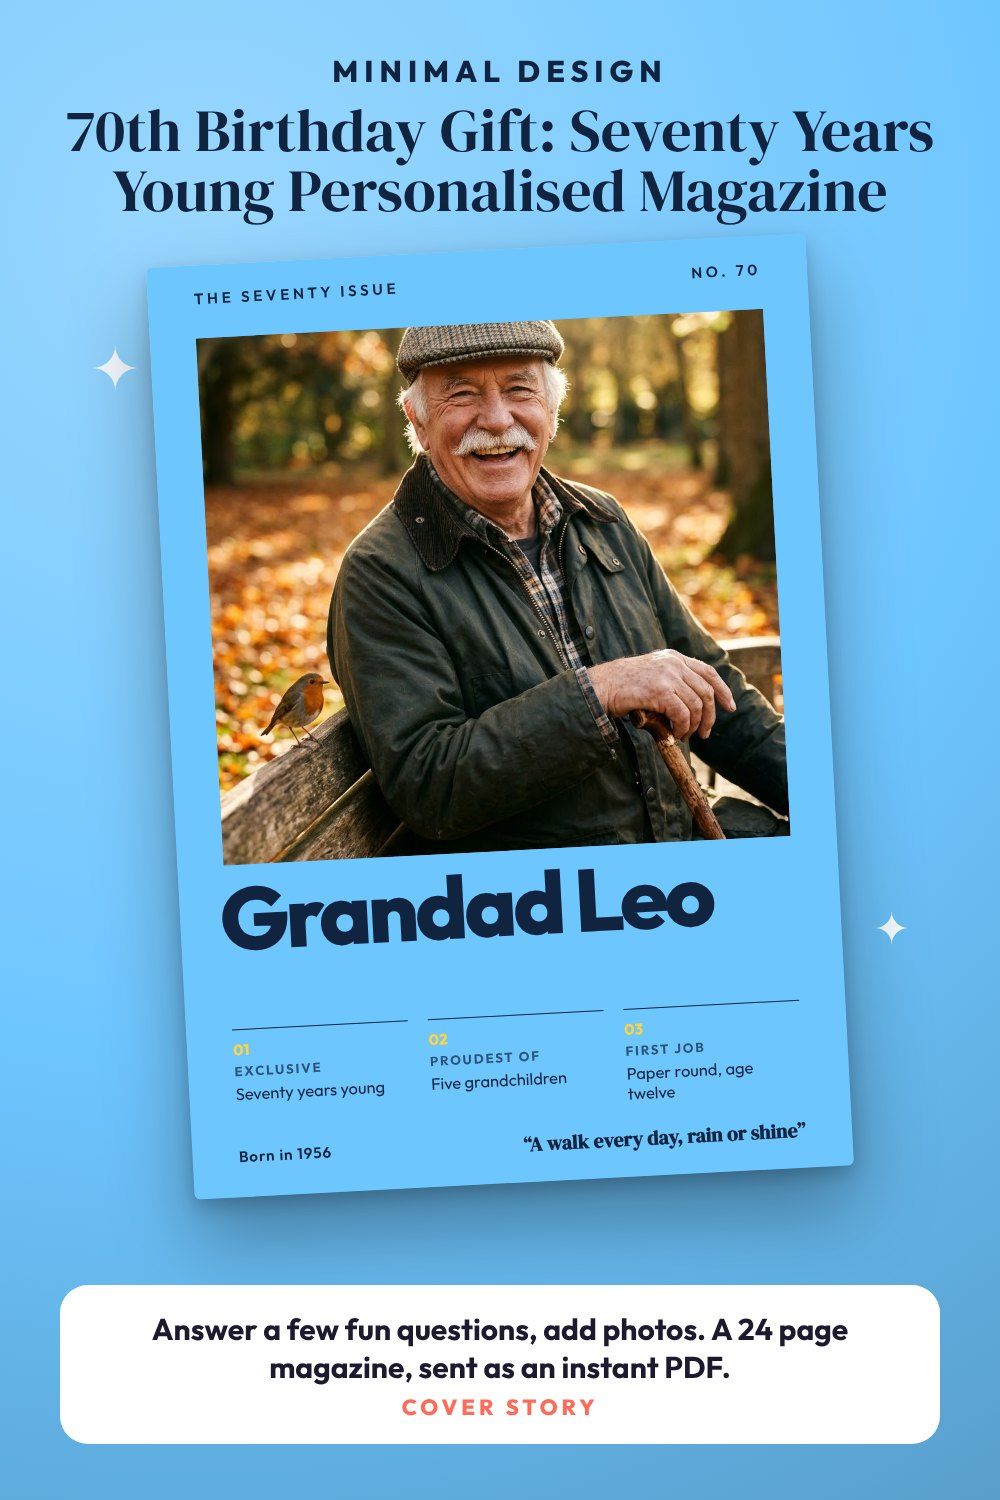 MINIMAL DESIGN
70th Birthday Gift: Seventy Years
Young Personalised Magazine
THE SEVENTY ISSUE
NO. 70
Grandad Leo
01
EXCLUSIVE
Seventy years young
02
PROUDEST OF
Five grandchildren
03
FIRST JOB
Paper round, age
twelve
Born in 1956
“A walk every day, rain or shine”
Answer a few fun questions, add photos. A 24 page
magazine, sent as an instant PDF.
COVER STORY